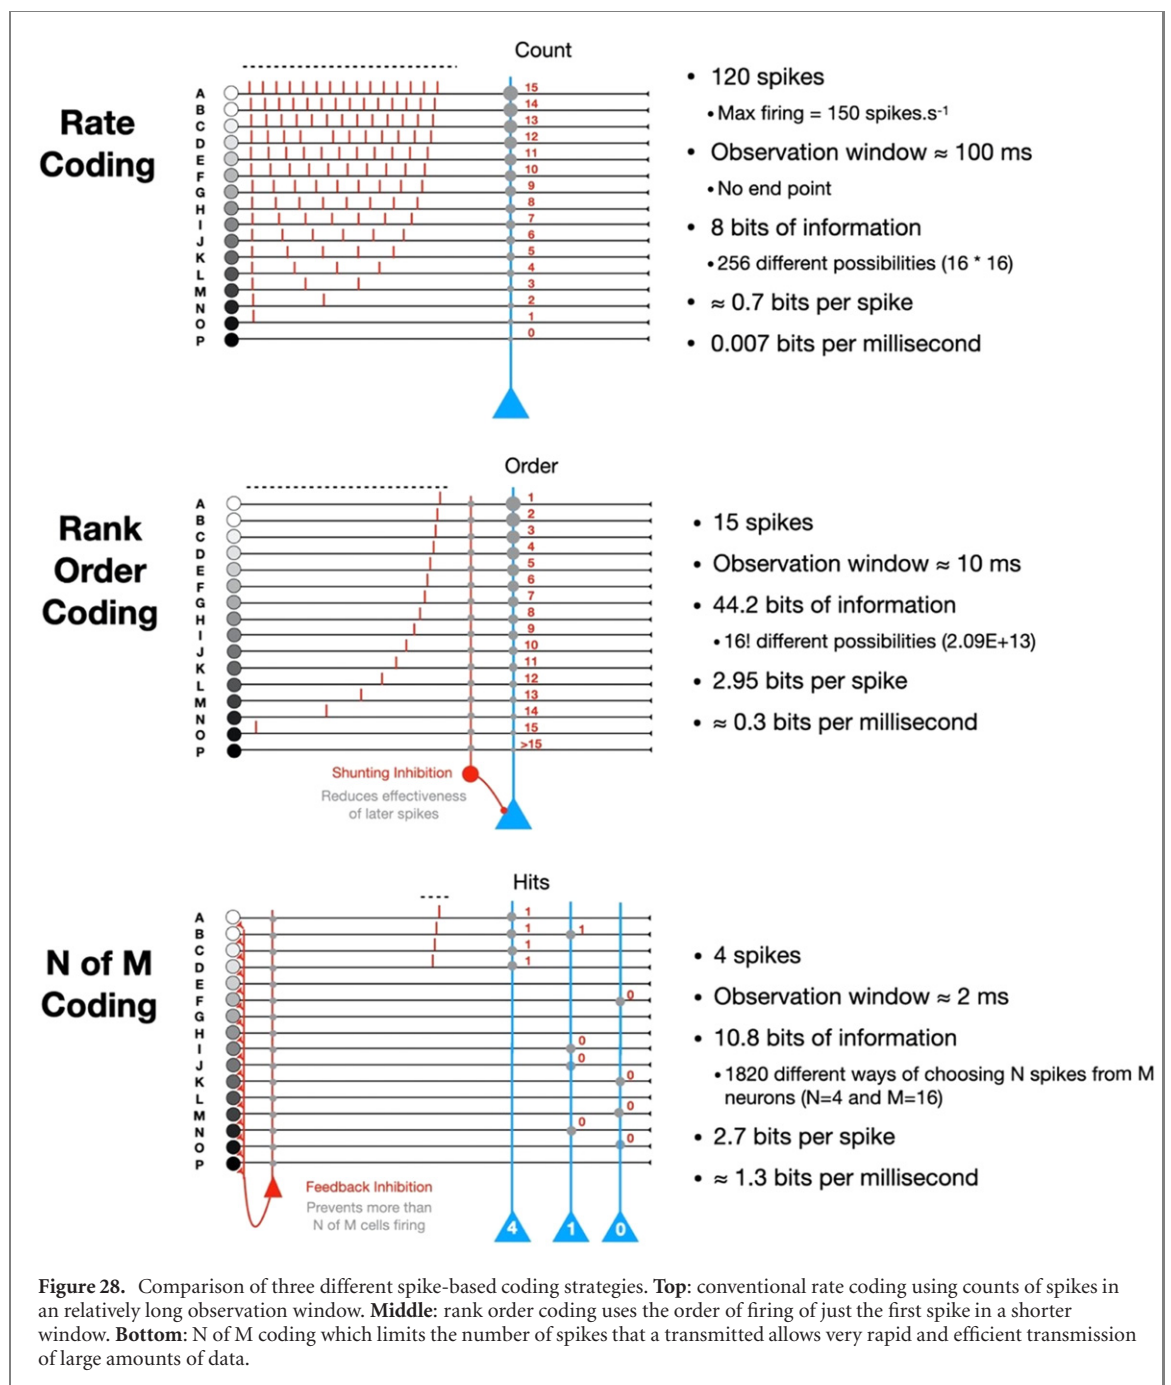 Count
Rate
Coding
A
B
C
D
E
F
G
H
I
J
K
L
M
N
O
P
15
14
13
12
11
10
9
8
7
6
5
4
3
2
1
0
• 120 spikes
• Max firing = 150 spikes.s-1
• Observation window ≈ 100 ms
• No end point
• 8 bits of information
• 256 different possibilities (16 * 16)
• ≈ 0.7 bits per spike
• 0.007 bits per millisecond
Order
Rank
Order
Coding
A
B
C
D
E
F
G
H
I
J
K
L
M
N
O
P
1
2
3
4
5
6
7
8
9
10
11
12
13
14
15
>15
Shunting Inhibition
Reduces effectiveness
of later spikes
• 15 spikes
• Observation window ≈ 10 ms
• 44.2 bits of information
• 16! different possibilities (2.09E+13)
• 2.95 bits per spike
• ≈ 0.3 bits per millisecond
Hits
N of M
Coding
A
B
C
D
E
F
G
H
I
J
K
L
M
N
O
P
1
1
1
1
1
0
0
0
0
0
0
0
Feedback Inhibition
Prevents more than
N of M cells firing
4
1
0
• 4 spikes
• Observation window ≈ 2 ms
• 10.8 bits of information
• 1820 different ways of choosing N spikes from M
neurons (N=4 and M=16)
• 2.7 bits per spike
• ≈ 1.3 bits per millisecond
Figure 28. Comparison of three different spike-based coding strategies. Top: conventional rate coding using counts of spikes in
an relatively long observation window. Middle: rank order coding uses the order of firing of just the first spike in a shorter
window. Bottom: N of M coding which limits the number of spikes that a transmitted allows very rapid and efficient transmission
of large amounts of data.